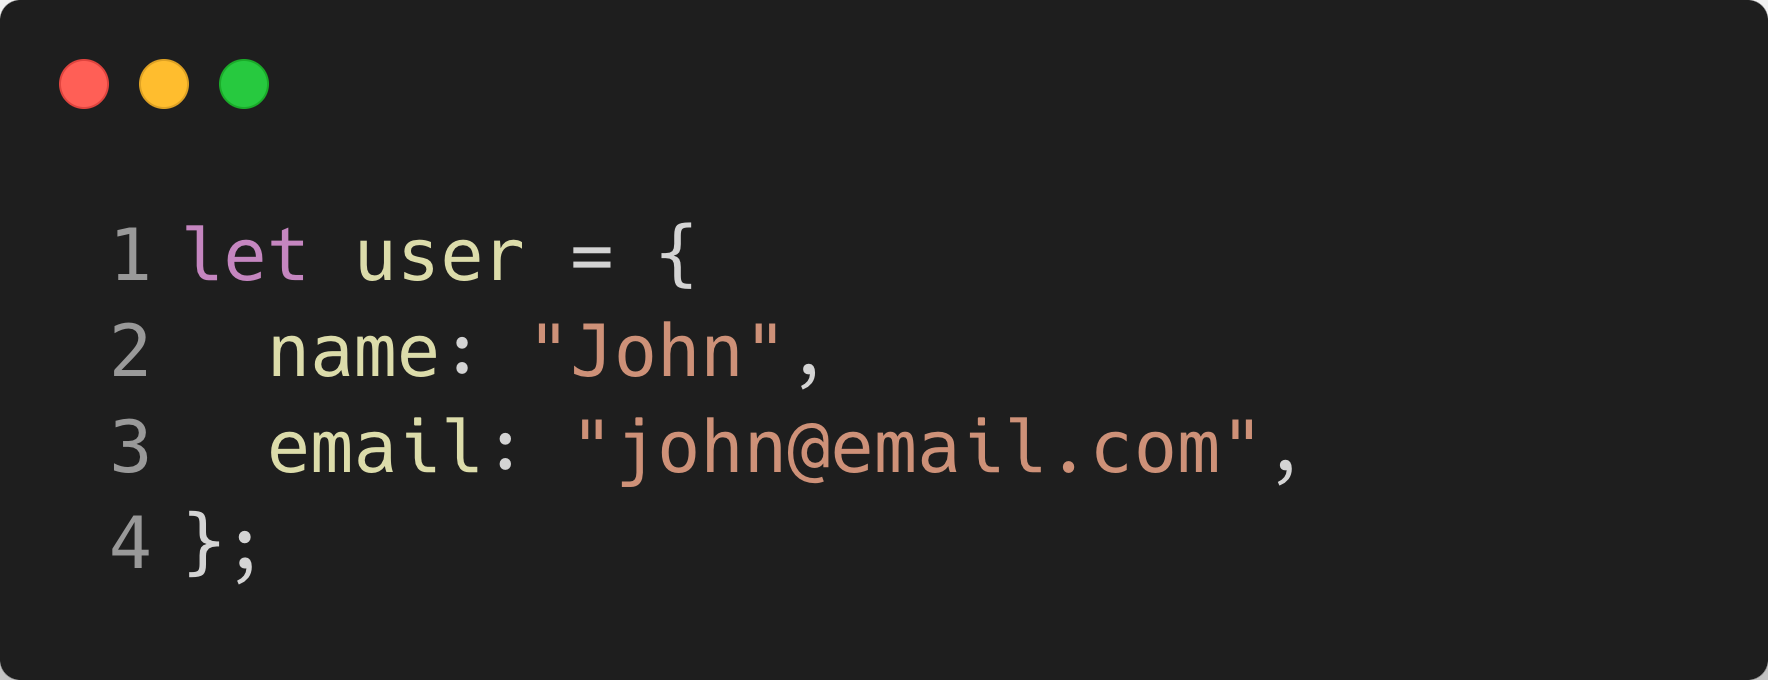 1 let user = {
2   name: "John",
3   email: "john@email.com",
4 };